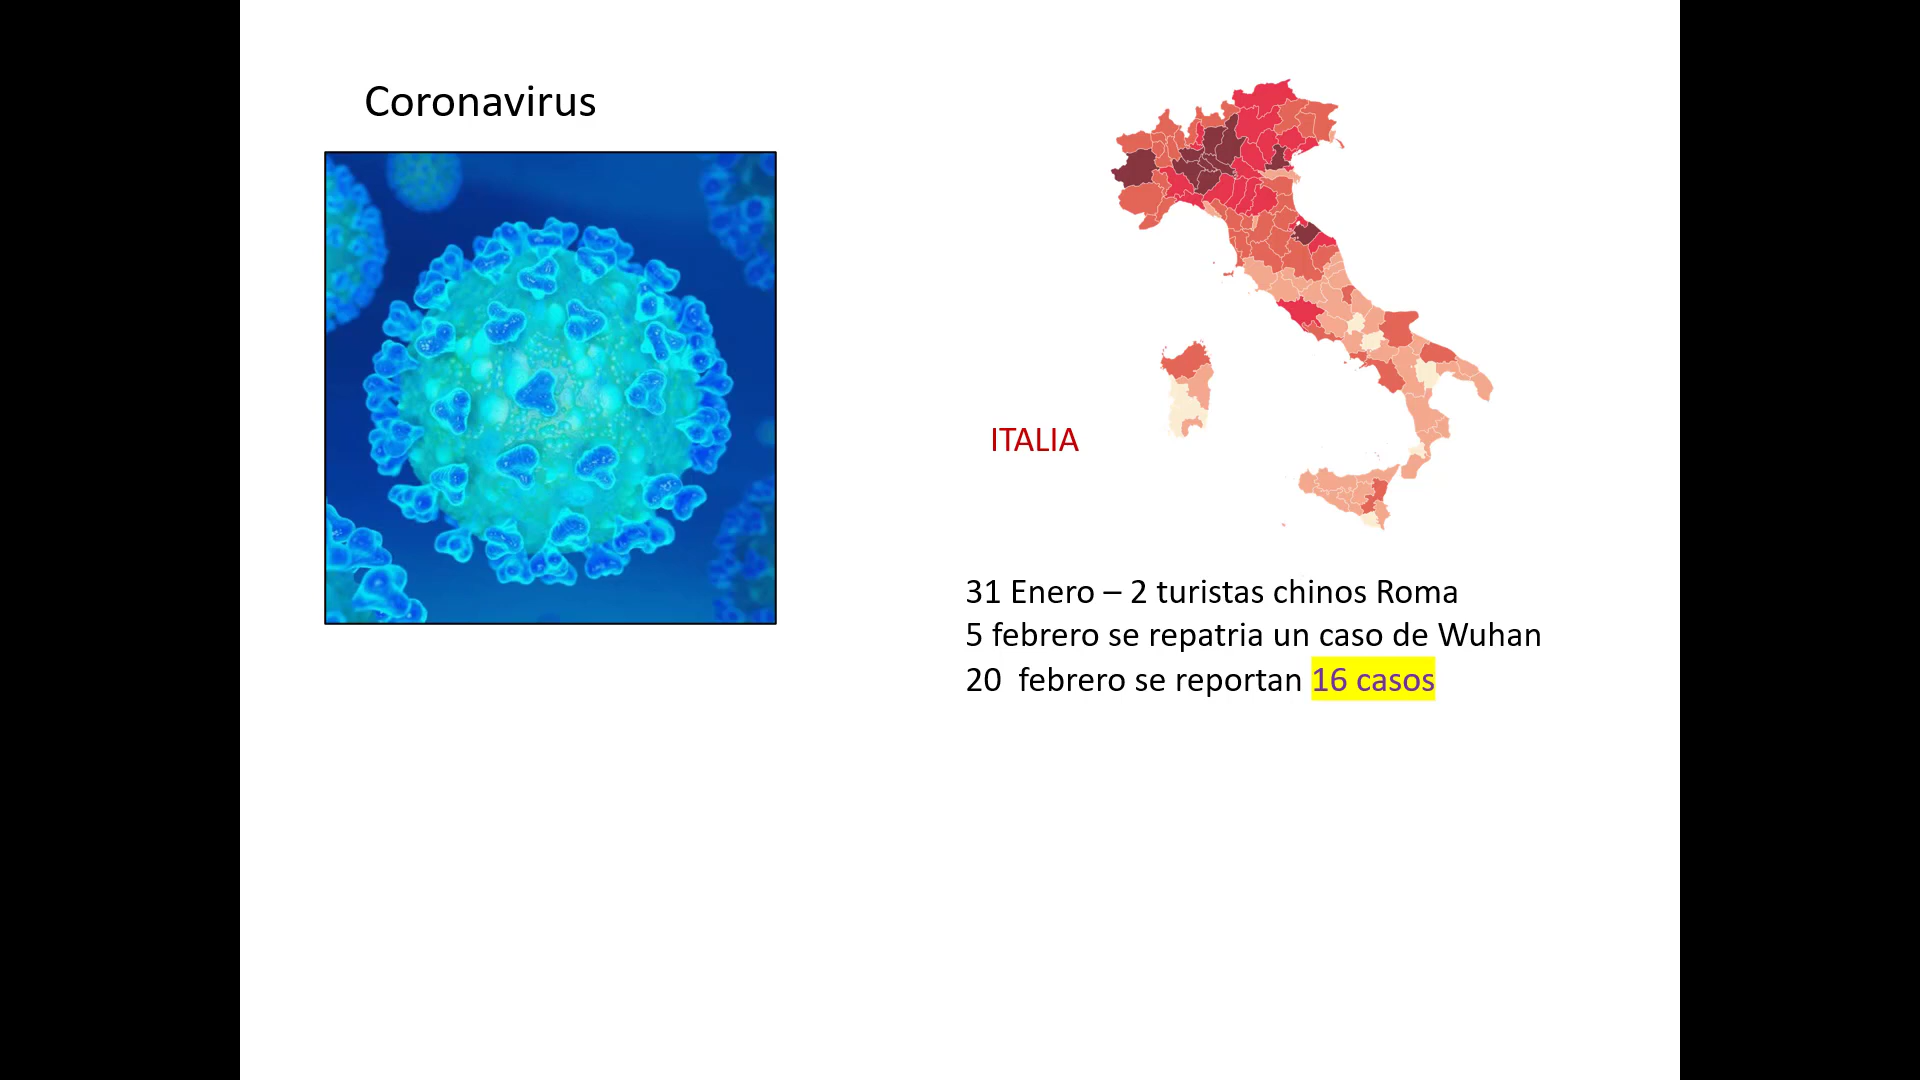 Coronavirus
ITALIA
31 Enero – 2 turistas chinos Roma
5 febrero se repatria un caso de Wuhan
20  febrero se reportan 16 casos